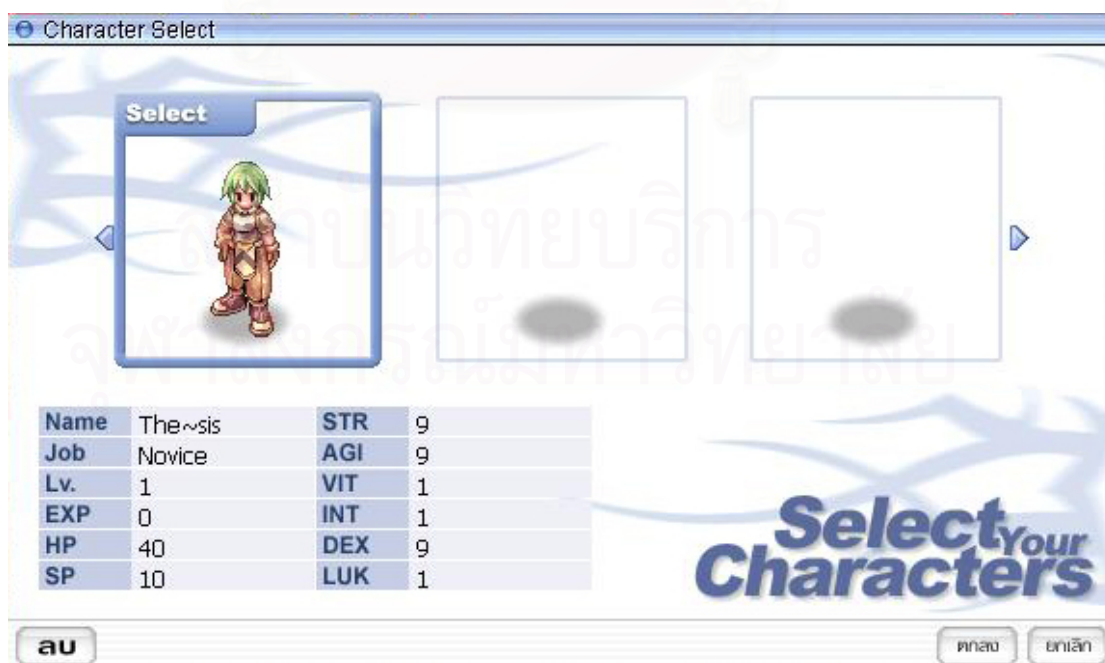 Character Select
Select
สถาบันวิทยบริการ
จุฬาลงกรณ์มหาวิทยาลัย
Name The~sis STR 9
Job Novice AGI 9
Lv. 1 VIT 1
EXP 0 INT 1
HP 40 DEX 9
SP 10 LUK 1
Select Your
Characters
ลบ ตกลง ยกเลิก